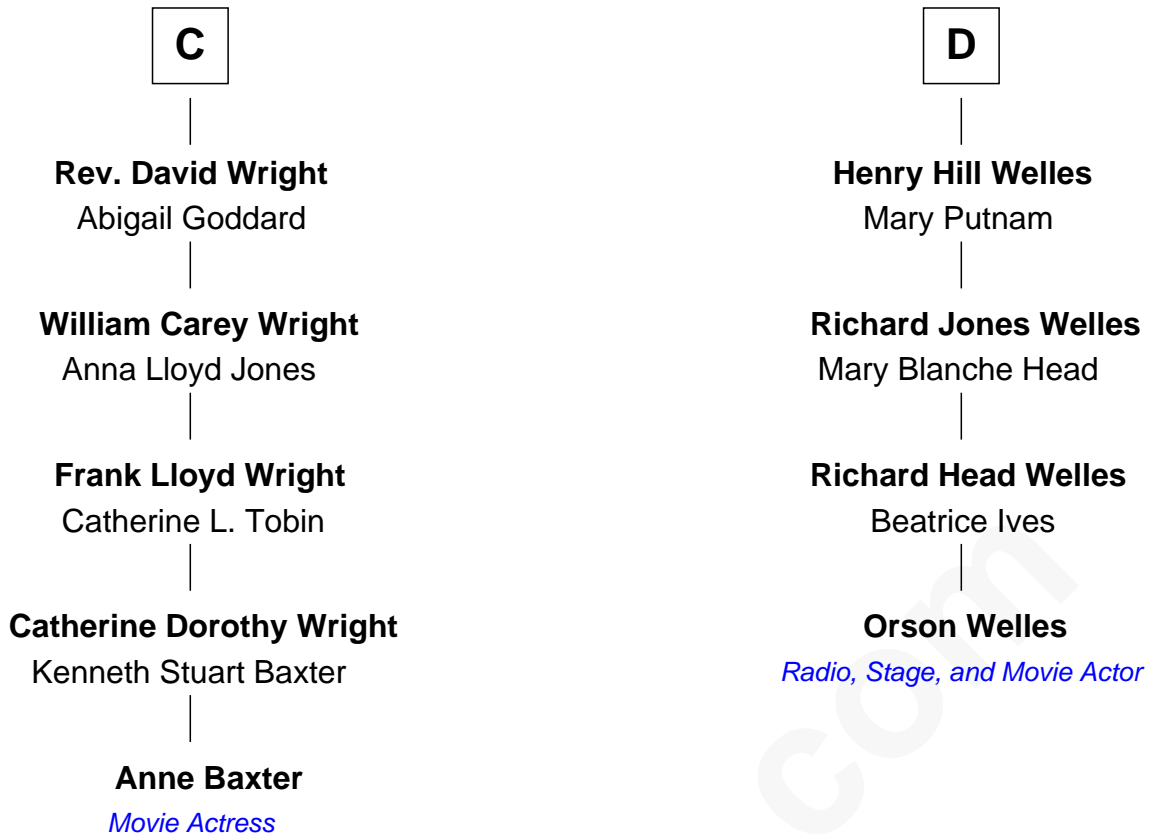 C
Rev. David Wright
Abigail Goddard
William Carey Wright
Anna Lloyd Jones
Frank Lloyd Wright
Catherine L. Tobin
Catherine Dorothy Wright
Kenneth Stuart Baxter
Anne Baxter
Movie Actress
D
Henry Hill Welles
Mary Putnam
Richard Jones Welles
Mary Blanche Head
Richard Head Welles
Beatrice Ives
Orson Welles
Radio, Stage, and Movie Actor
com